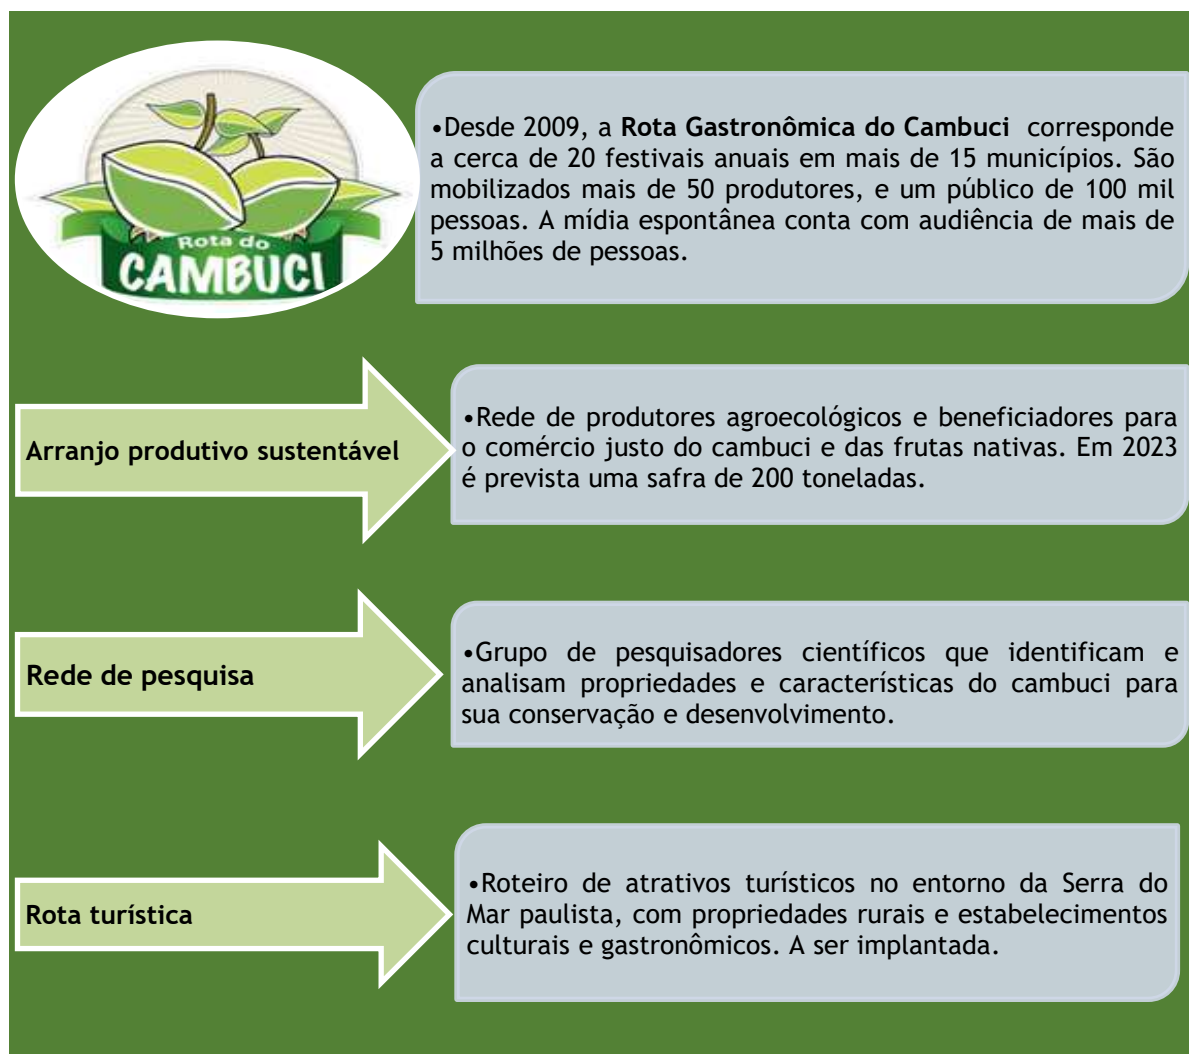 Rota do
CAMBUCI
•Desde 2009, a Rota Gastronômica do Cambuci corresponde
a cerca de 20 festivais anuais em mais de 15 municípios. São
mobilizados mais de 50 produtores, e um público de 100 mil
pessoas. A mídia espontânea conta com audiência de mais de
5 milhões de pessoas.
Arranjo produtivo sustentável
•Rede de produtores agroecológicos e beneficiadores para
o comércio justo do cambuci e das frutas nativas. Em 2023
é prevista uma safra de 200 toneladas.
Rede de pesquisa
•Grupo de pesquisadores científicos que identificam e
analisam propriedades e características do cambuci para
sua conservação e desenvolvimento.
Rota turística
•Roteiro de atrativos turísticos no entorno da Serra do
Mar paulista, com propriedades rurais e estabelecimentos
culturais e gastronômicos. A ser implantada.